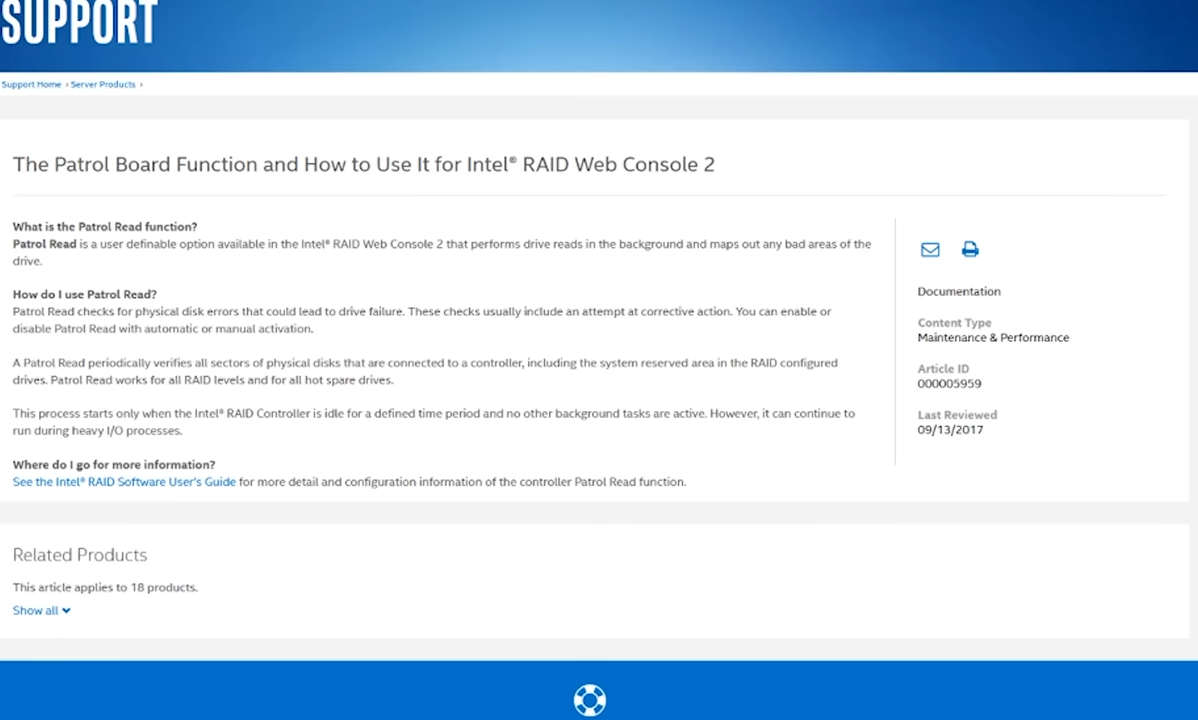 SUPPORT
Support Home › Server Products ›
The Patrol Board Function and How to Use It for Intel® RAID Web Console 2
What is the Patrol Read function?
Patrol Read is a user definable option available in the Intel® RAID Web Console 2 that performs drive reads in the background and maps out any bad areas of the
drive.
How do I use Patrol Read?
Patrol Read checks for physical disk errors that could lead to drive failure. These checks usually include an attempt at corrective action. You can enable or
disable Patrol Read with automatic or manual activation.
A Patrol Read periodically verifies all sectors of physical disks that are connected to a controller, including the system reserved area in the RAID configured
drives. Patrol Read works for all RAID levels and for all hot spare drives.
This process starts only when the Intel® RAID Controller is idle for a defined time period and no other background tasks are active. However, it can continue to
run during heavy I/O processes.
Where do I go for more information?
See the Intel® RAID Software User's Guide for more detail and configuration information of the controller Patrol Read function.
Documentation
Content Type
Maintenance & Performance
Article ID
000005959
Last Reviewed
09/13/2017
Related Products
This article applies to 18 products.
Show all